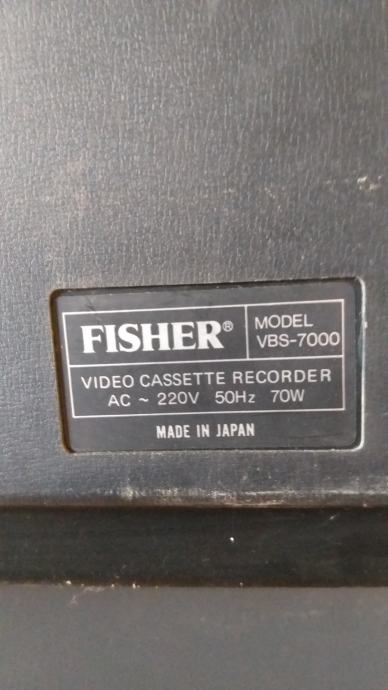 FISHER®
MODEL
VBS-7000
VIDEO CASSETTE RECORDER
AC ~ 220V 50Hz 70W
MADE IN JAPAN